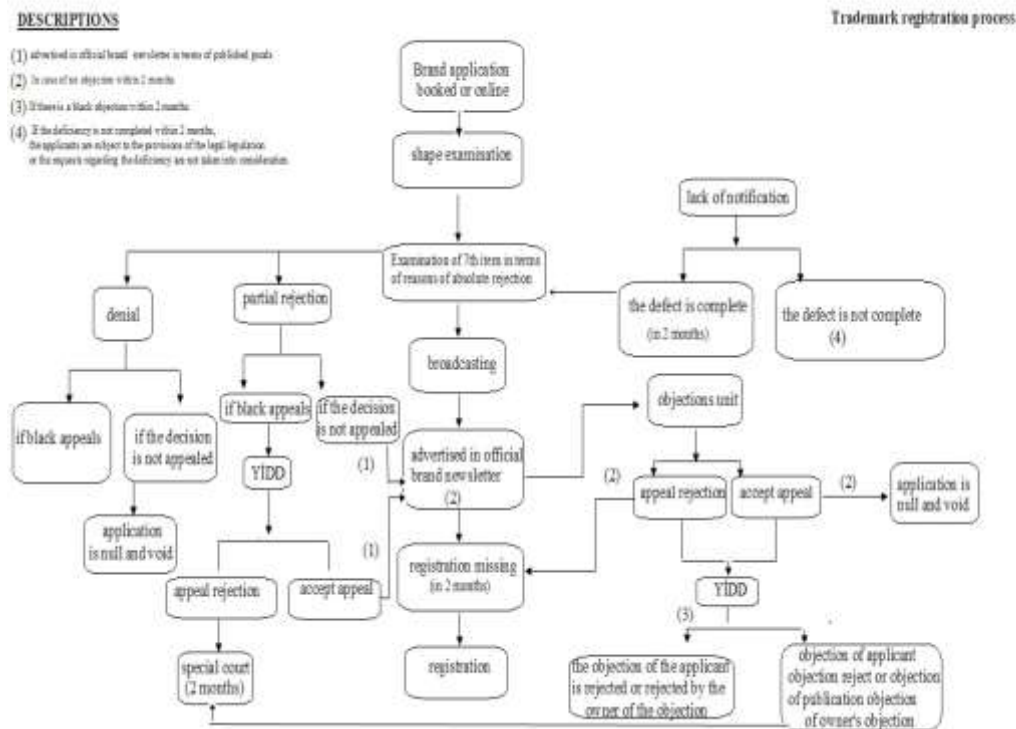 DESCRIPTIONS
Trademark registration process
(1) advertised in official brand newsletter in terms of published goods
(2) In case of no objection within 2 months
(3) If there is a black objection within 2 months
(4) If the deficiency is not completed within 2 months,
the applicants are subject to the provisions of the legal
or the requests regarding the deficiency are not taken into consideration
Brand application
booked or online
shape examination
lack of notification
Examination of 7th item in terms
of reasons of absolute rejection
denial
partial rejection
the defect is complete
(in 2 months)
the defect is not complete
(4)
broadcasting
if black appeals
if the decision
is not appealed
if black appeals
if the decision
is not appealed
objections unit
(1)
advertised in official
brand newsletter
(2)
YIDD
(2)
appeal rejection
accept appeal
(2)
application is
null and void
application
is null and void
(1)
appeal rejection
accept appeal
registration missing
(in 2 months)
YIDD
(3)
special court
(2 months)
registration
the objection of the applicant
is rejected or rejected by the
owner of the objection
objection of applicant
objection reject or objection
of publication objection
of owner's objection